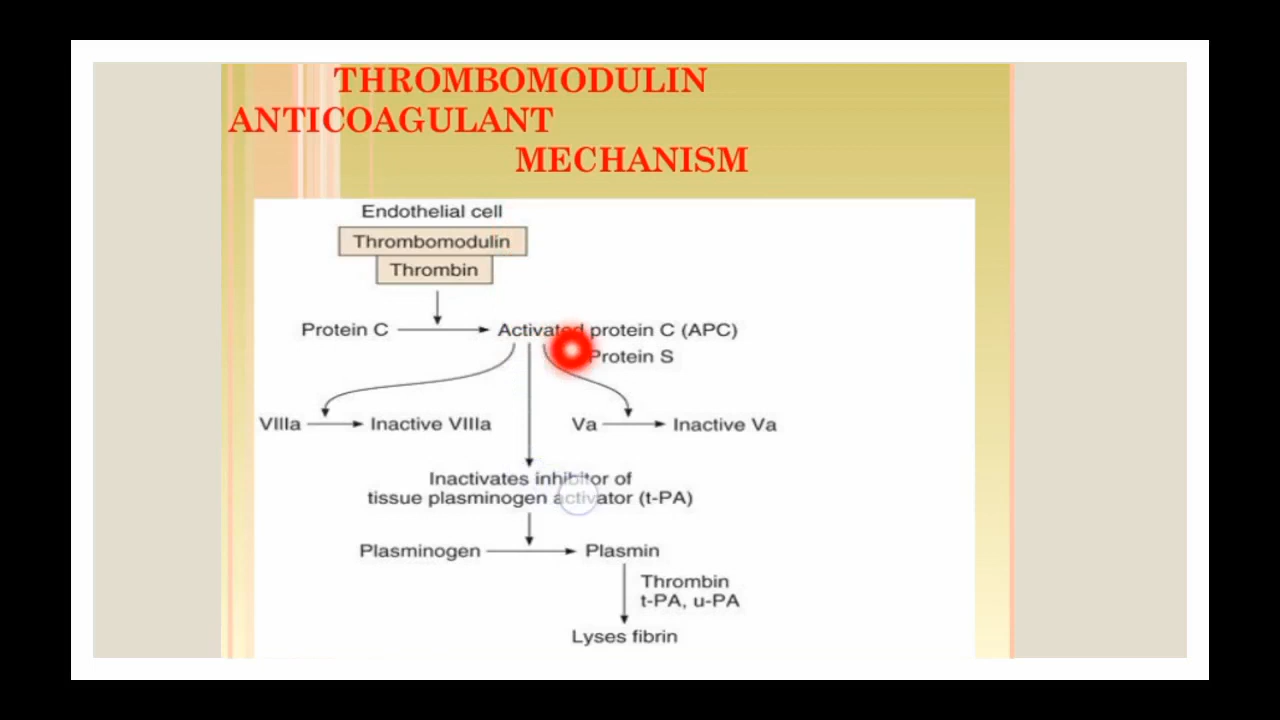 THROMBOMODULIN
ANTICOAGULANT
MECHANISM
Endothelial cell
Thrombomodulin
Thrombin
Protein C
Activated protein C (APC)
Protein S
VIIIa
Inactive VIIIa
Va
Inactive Va
Inactivates inhibitor of
tissue plasminogen activator (t-PA)
Plasminogen
Plasmin
Thrombin
t-PA, u-PA
Lyses fibrin